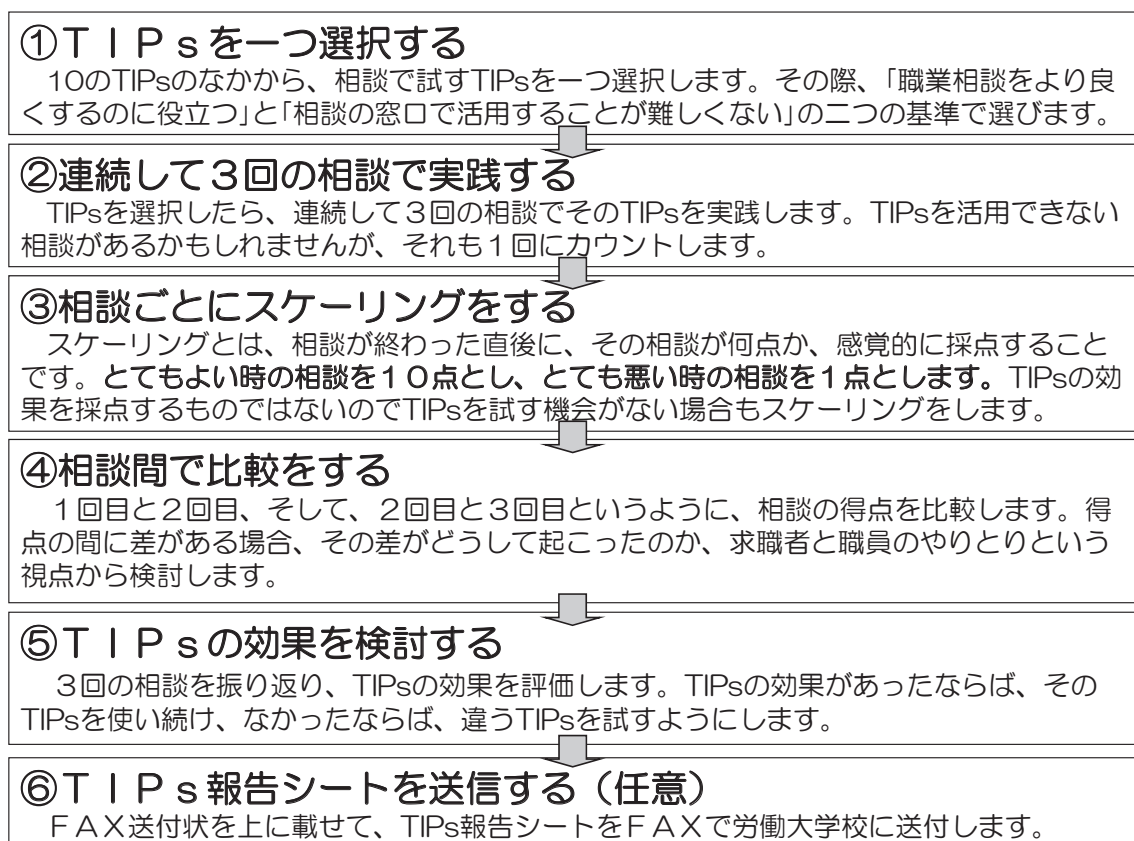 ①ＴＩＰｓを一つ選択する
10のTIPsのなかから、相談で試すTIPsを一つ選択します。その際、「職業相談をより良
くするのに役立つ」と「相談の窓口で活用することが難しくない」の二つの基準で選びます。
②連続して３回の相談で実践する
TIPsを選択したら、連続して３回の相談でそのTIPsを実践します。TIPsを活用できない
相談があるかもしれませんが、それも１回にカウントします。
③相談ごとにスケーリングをする
スケーリングとは、相談が終わった直後に、その相談が何点か、感覚的に採点すること
です。とてもよい時の相談を１０点とし、とても悪い時の相談を１点とします。TIPsの効
果を採点するものではないのでTIPsを試す機会がない場合もスケーリングをします。
④相談間で比較をする
１回目と２回目、そして、２回目と３回目というように、相談の得点を比較します。得
点の間に差がある場合、その差がどうして起こったのか、求職者と職員のやりとりという
視点から検討します。
⑤ＴＩＰｓの効果を検討する
３回の相談を振り返り、TIPsの効果を評価します。TIPsの効果があったならば、その
TIPsを使い続け、なかったならば、違うTIPsを試すようにします。
⑥ＴＩＰｓ報告シートを送信する（任意）
ＦＡＸ送付状を上に載せて、TIPs報告シートをＦＡＸで労働大学校に送付します。